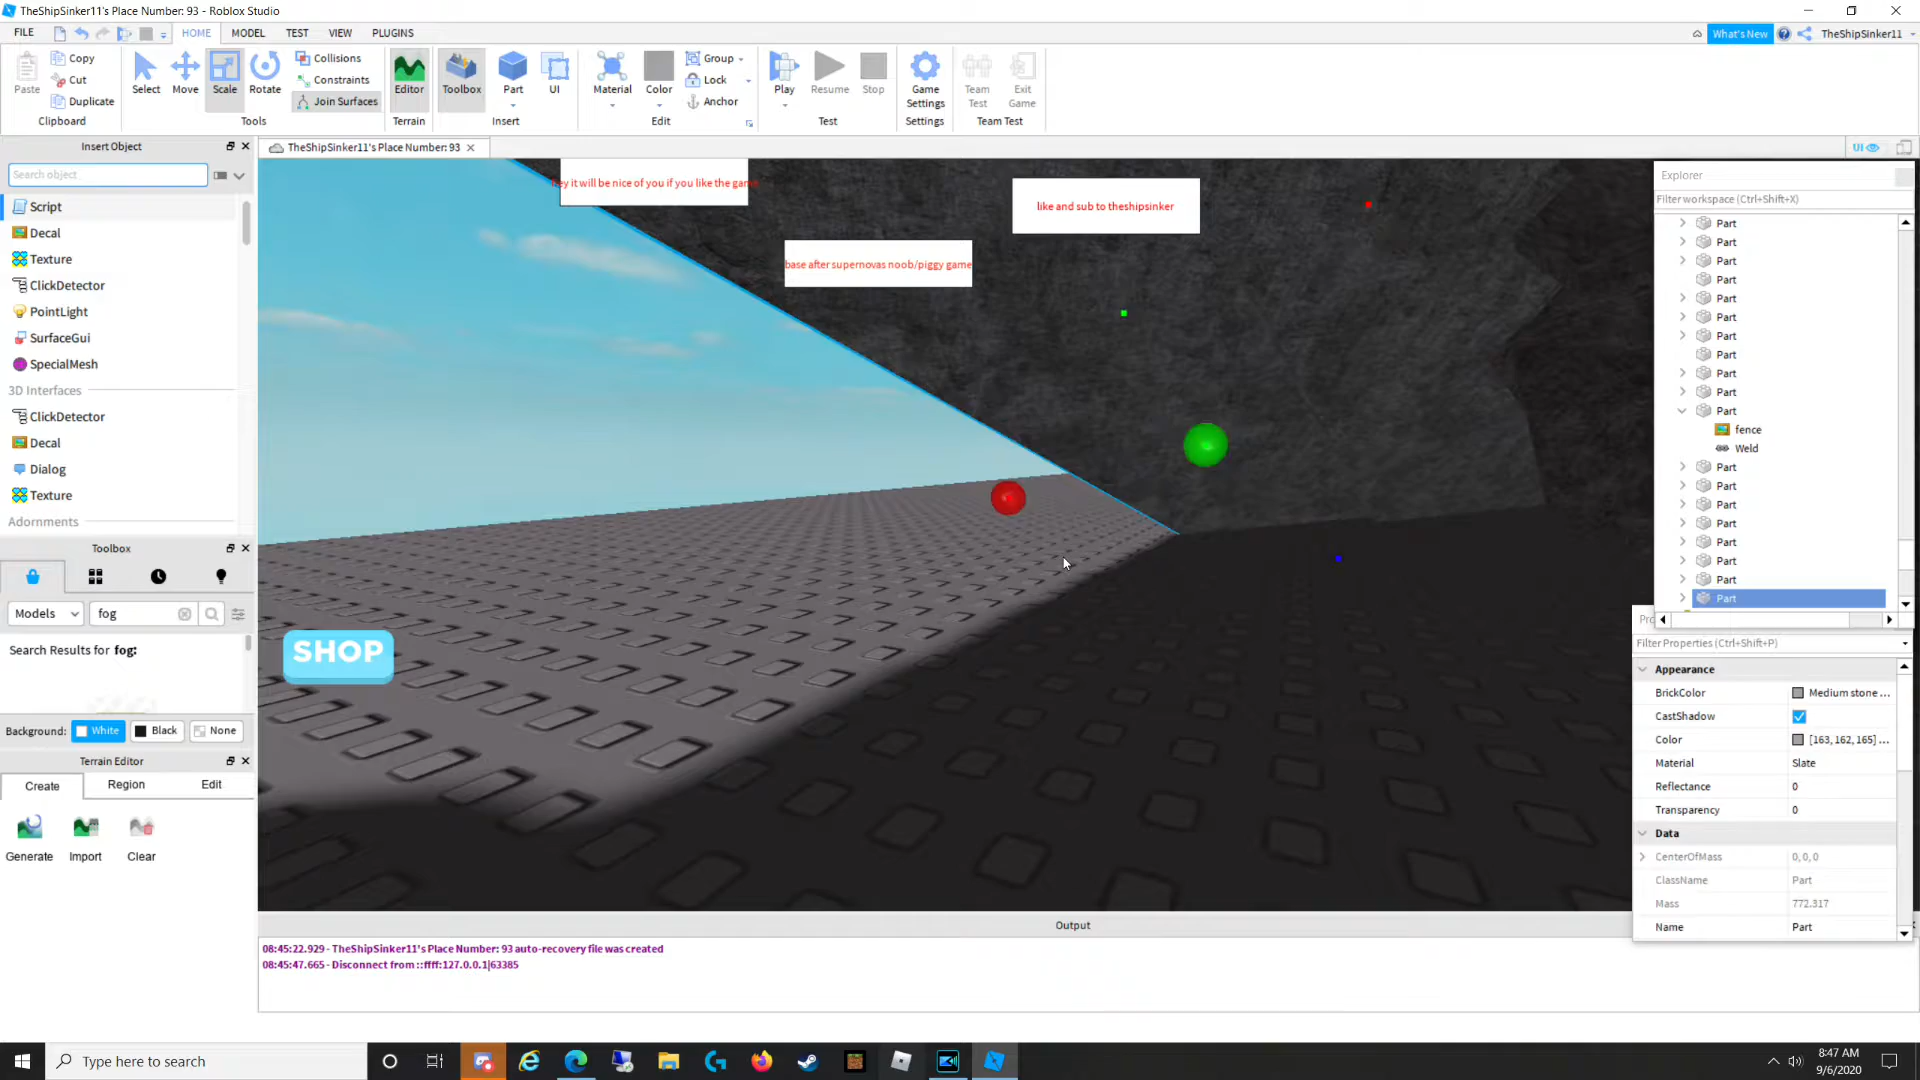 TheShipSinker11's Place Number: 93 - Roblox Studio
FILE
HOME
MODEL
TEST
VIEW
PLUGINS
What's New
TheShipSinker11
Paste
Copy
Cut
Duplicate
Clipboard
Select
Move
Scale
Rotate
Collisions
Constraints
Join Surfaces
Tools
Editor
Terrain
Toolbox
Part
UI
Insert
Material
Color
Group
Lock
Anchor
Edit
Play
Resume
Stop
Test
Game
Settings
Settings
Team
Test
Exit
Game
Team Test
Insert Object
Search object
Script
Decal
Texture
ClickDetector
PointLight
SurfaceGui
SpecialMesh
3D Interfaces
ClickDetector
Decal
Dialog
Texture
Adornments
Toolbox
Models
fog
Search Results for fog:
Background:
White
Black
None
Terrain Editor
Create
Region
Edit
Generate
Import
Clear
TheShipSinker11's Place Number: 93
UI
hey it will be nice of you if you like the game
like and sub to theshipsinker
base after supernovas noob/piggy game
SHOP
Output
08:45:22.929 - TheShipSinker11's Place Number: 93 auto-recovery file was created
08:45:47.665 - Disconnect from ::ffff:127.0.0.1|63385
Explorer
Filter workspace (Ctrl+Shift+X)
Part
Part
Part
Part
Part
Part
Part
Part
Part
Part
Part
fence
Weld
Part
Part
Part
Part
Part
Part
Part
Part
Filter Properties (Ctrl+Shift+P)
Appearance
BrickColor
Medium stone ...
CastShadow
Color
[163, 162, 165] ...
Material
Slate
Reflectance
0
Transparency
0
Data
CenterOfMass
0, 0, 0
ClassName
Part
Mass
772.317
Name
Part
Type here to search
8:47 AM
9/6/2020